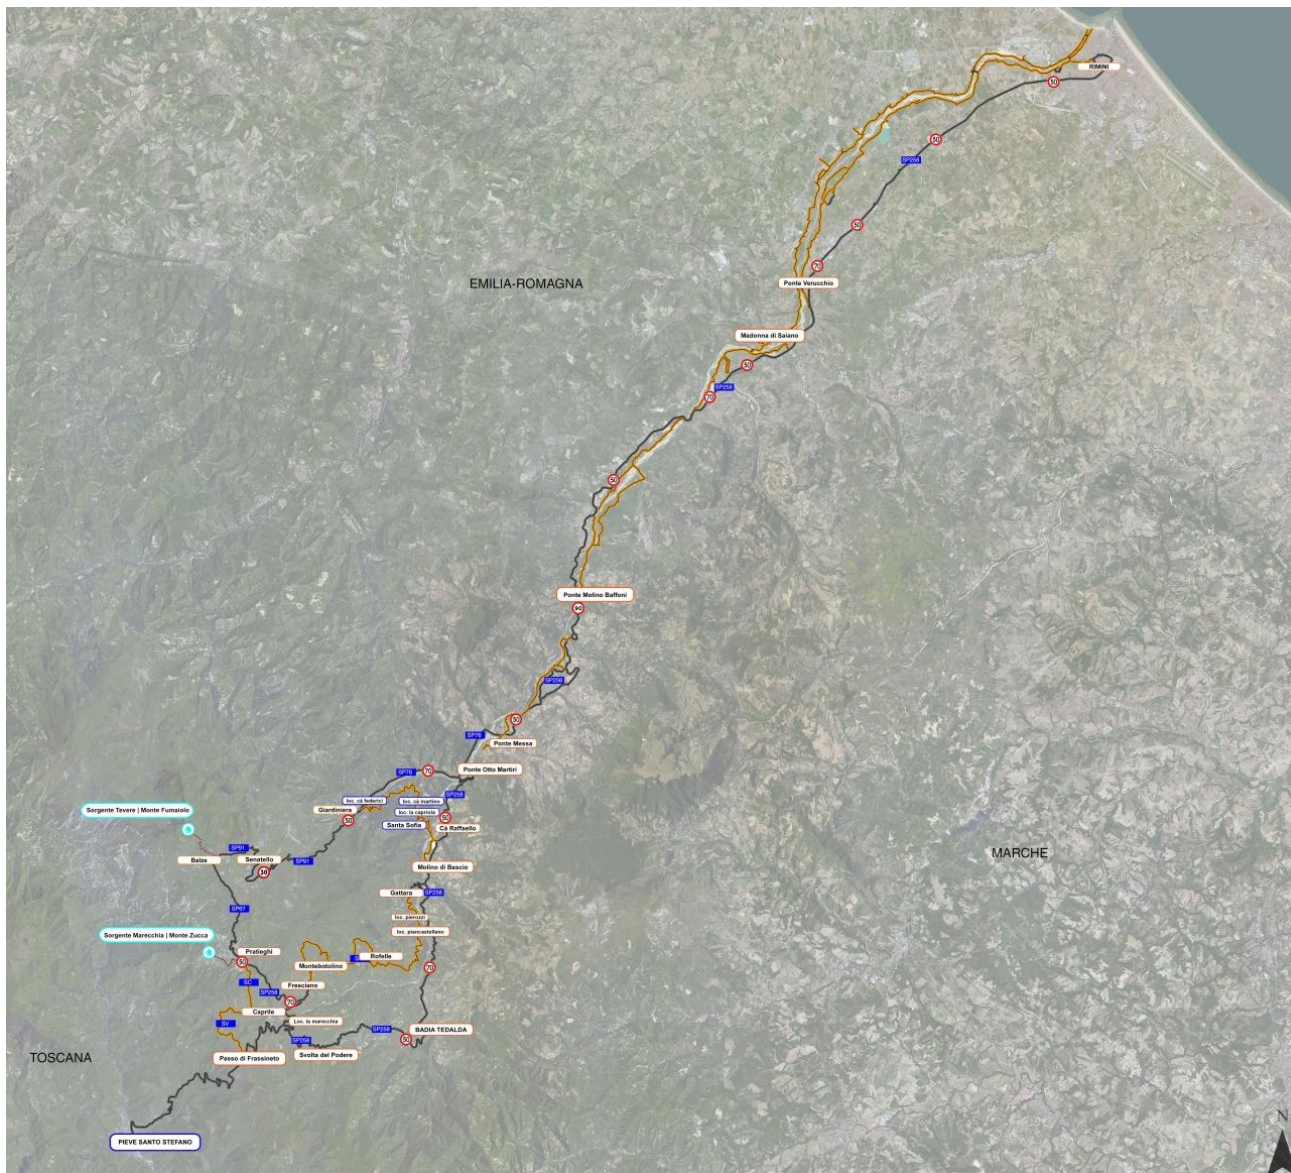 RIMINI
50
50
SP258
50
70
EMILIA-ROMAGNA
Ponte Verucchio
Madonna di Saiano
50
SP258
70
50
Ponte Molino Baffoni
SP258
50
SP76
Ponte Messa
Ponte Otto Martiri
SP76
70
SP258
loc. cà federici
loc. cà martino
Sorgente Tevere | Monte Fumaiolo
Giardiniera
loc. la capriola
50
50
Santa Sofia
Cà Raffaello
SP91
Balze
Senatello
SP91
MARCHE
30
Molino di Bascio
Gattara
SP258
SP67
loc. pierozzi
Sorgente Marecchia | Monte Zucca
loc. piancastellano
Pratieghi
Rofelle
50
Montebotolino
70
SC
Fresciano
SP258
70
Caprile
SV
Loc. la marecchia
SP258
BADIA TEDALDA
SP258
50
TOSCANA
Passo di Frassineto
Svolta del Podere
PIEVE SANTO STEFANO
N